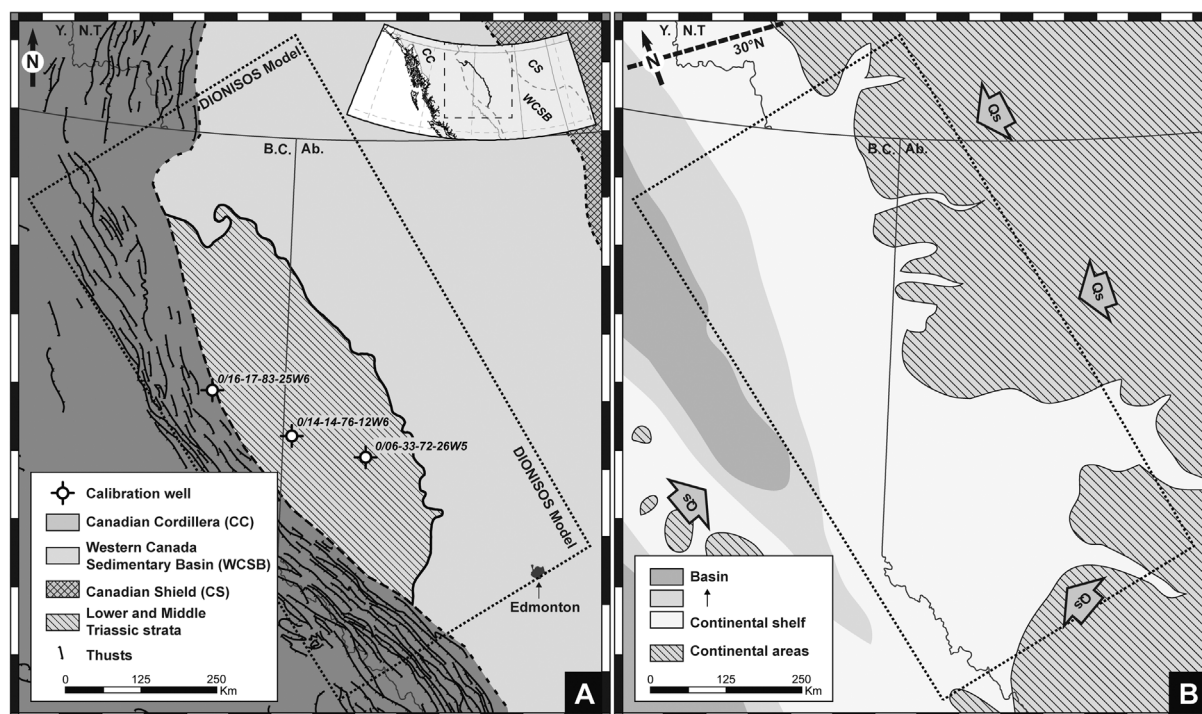 Y. N.T
N
DIONISOS Model
CC
CS
WCSB
B.C. Ab.
0/16-17-83-25W6
0/14-14-76-12W6
0/06-33-72-26W5
DIONISOS Model
Edmonton
Calibration well
Canadian Cordillera (CC)
Western Canada
Sedimentary Basin (WCSB)
Canadian Shield (CS)
Lower and Middle
Triassic strata
Thusts
0 125 250
Km
A
Y. N.T
30°N
N
Qs
B.C. Ab.
Qs
Qs
Qs
Basin
Continental shelf
Continental areas
0 125 250
Km
B